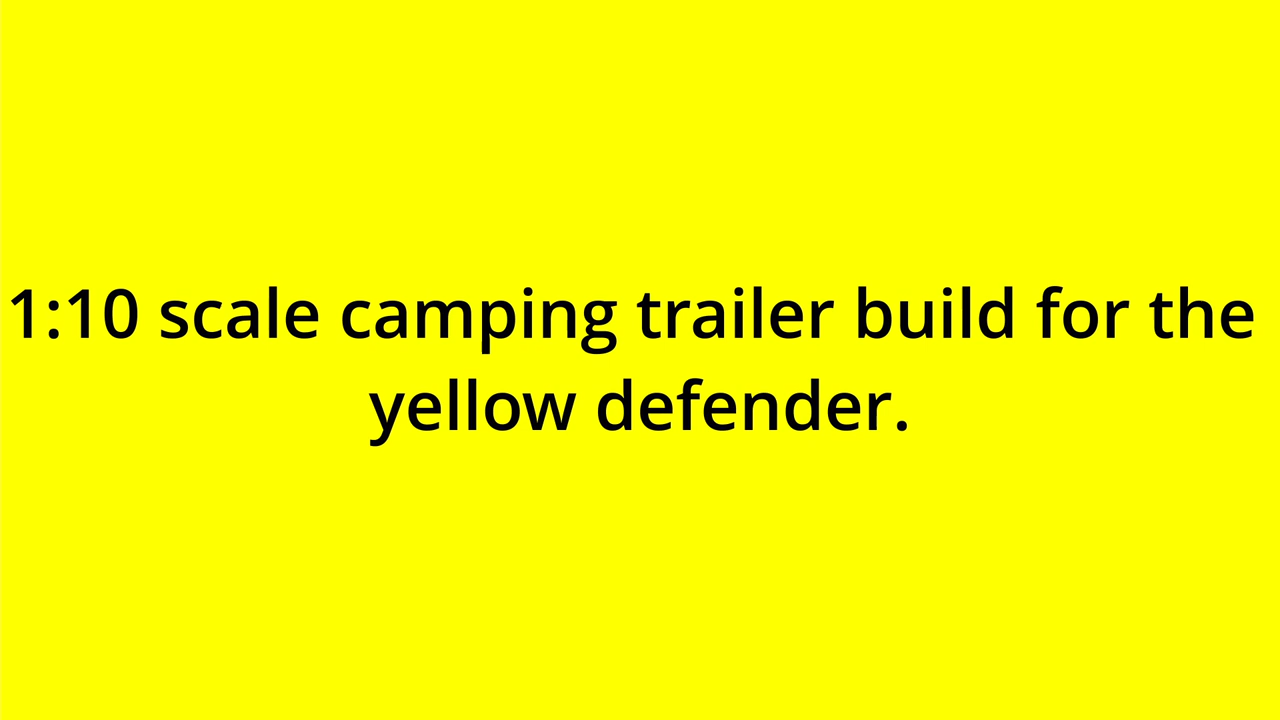 1:10 scale camping trailer build for the
yellow defender.